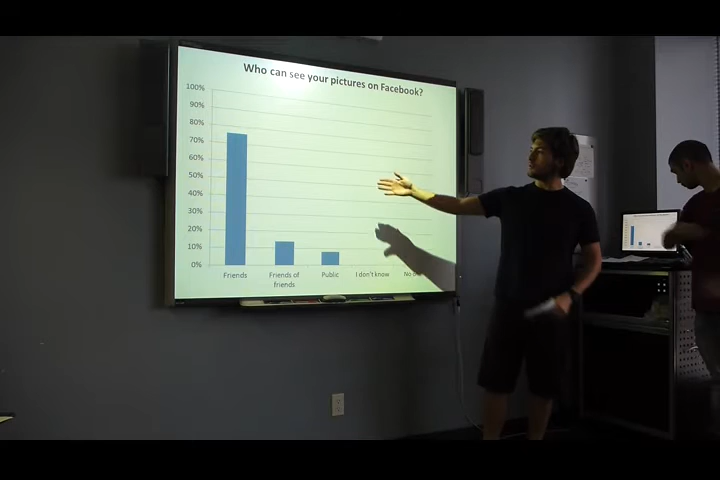 Who can see your pictures on Facebook?
100%
90%
80%
70%
60%
50%
40%
30%
20%
10%
0%
Friends
Friends of
friends
Public
I don't know
No